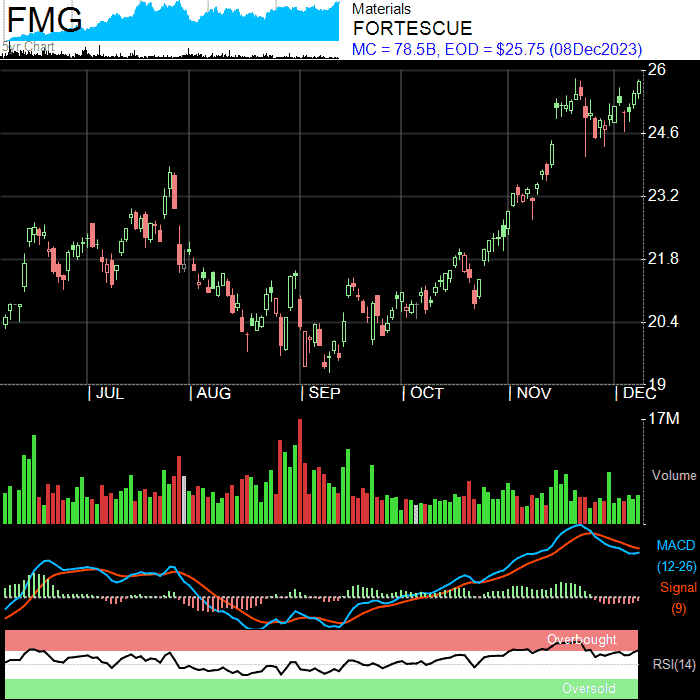 FMG
5yr Chart
Materials
FORTESCUE
MC = 78.5B, EOD = $25.75 (08Dec2023)
26
24.6
23.2
21.8
20.4
19
| JUL | AUG | SEP | OCT | NOV | DEC
17M
Volume
MACD
(12-26)
Signal
(9)
Overbought
RSI(14)
Oversold